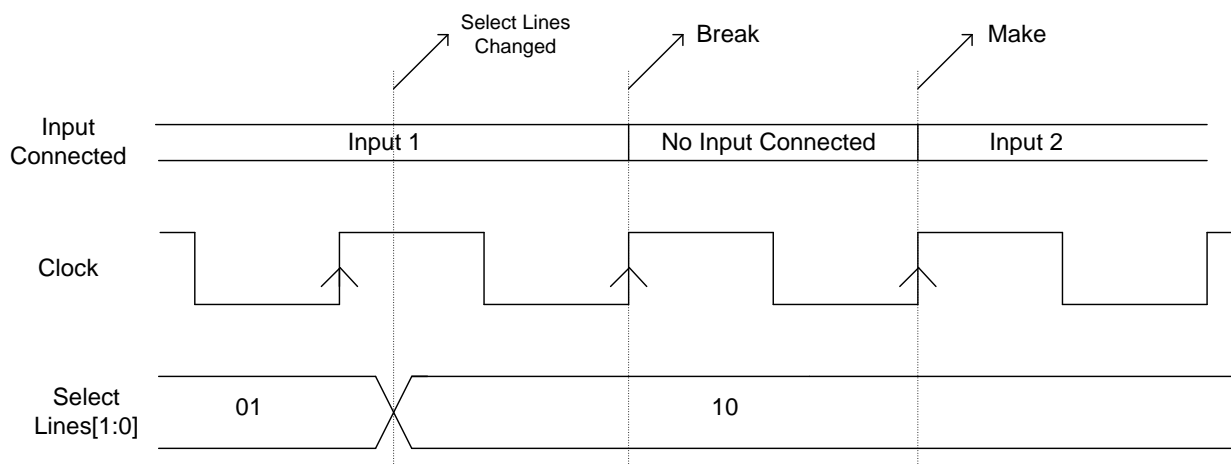 Select Lines
Changed
Break
Make
Input
Connected
Input 1
No Input Connected
Input 2
Clock
Select
Lines[1:0]
01
10